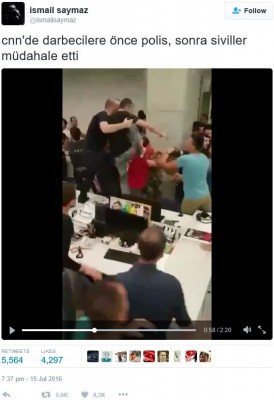 ismail saymaz
@ismailsaymaz
Follow
cnn'de darbecilere önce polis, sonra siviller
müdahale etti
0:58 / 2:20
RETWEETS LIKES
5,564 4,297
7:37 pm - 15 Jul 2016
5.6K 4.3K